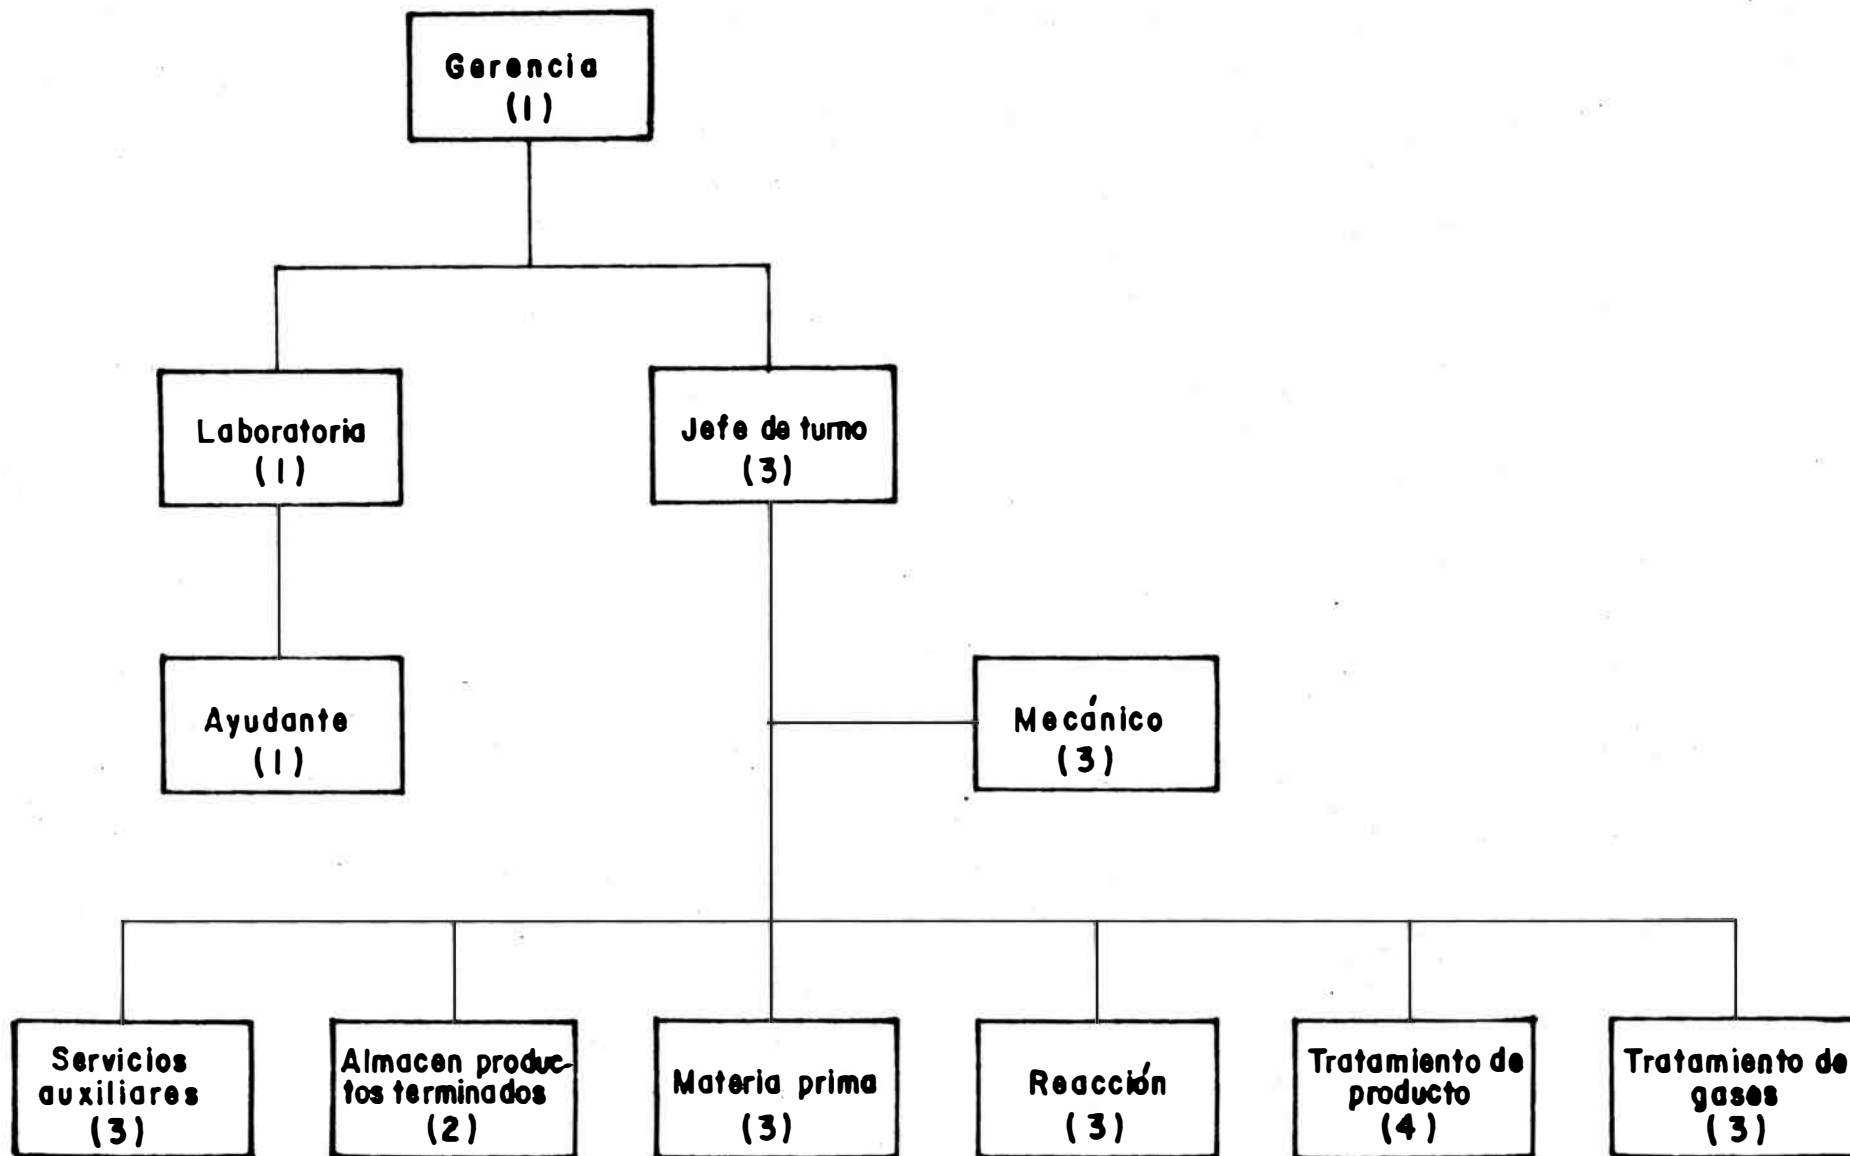 Gerencia
(1)
Laboratoria
(1)
Jefe de turno
(3)
Ayudante
(1)
Mecánico
(3)
Servicios
auxiliares
(3)
Almacen produc-
tos terminados
(2)
Materia prima
(3)
Reacción
(3)
Tratamiento de
producto
(4)
Tratamiento de
gases
(3)